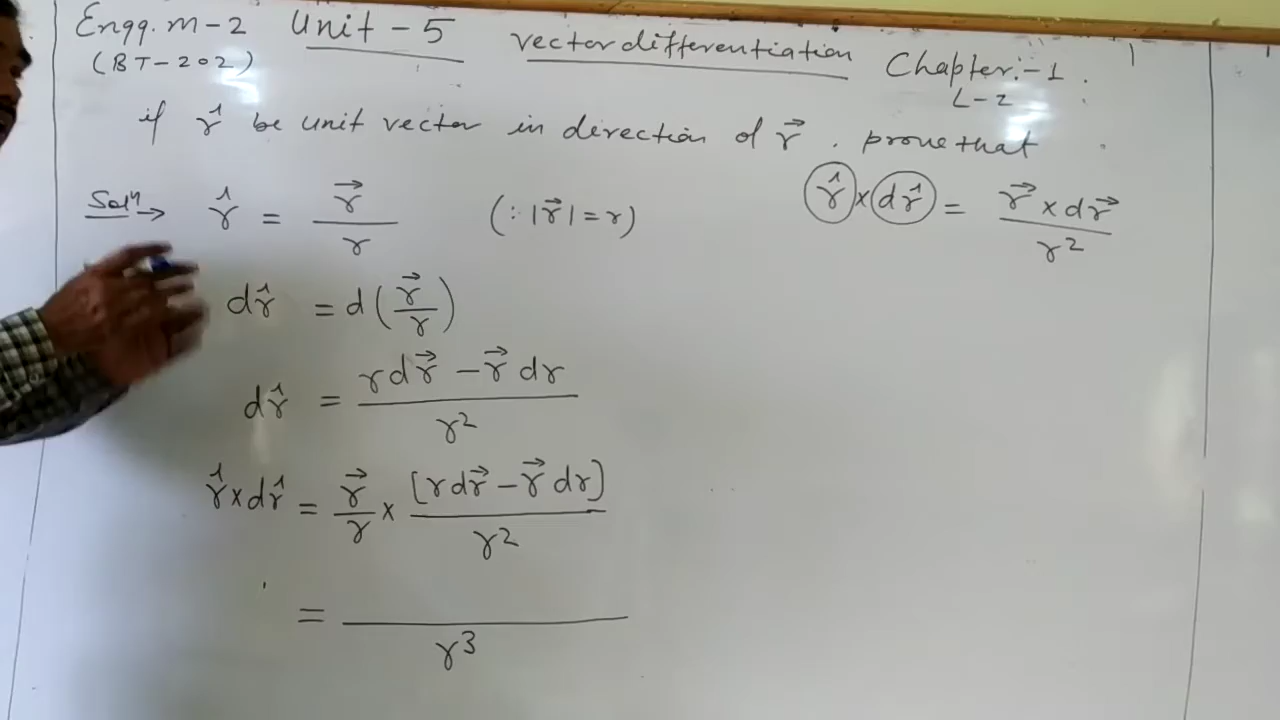 Engg. m-2 Unit - 5 vector differentiation Chapter:-1.
(BT-202) L-2
if r̂ be unit vector in direction of r⃗. prove that
Solⁿ → r̂ = r⃗ / r (∵ |r⃗| = r) r̂ × dr̂ = r⃗ × dr⃗ / r²
dr̂ = d(r⃗ / r)
dr̂ = r dr⃗ - r⃗ dr / r²
r̂ × dr̂ = r⃗ / r × [r dr⃗ - r⃗ dr] / r²
= / r³